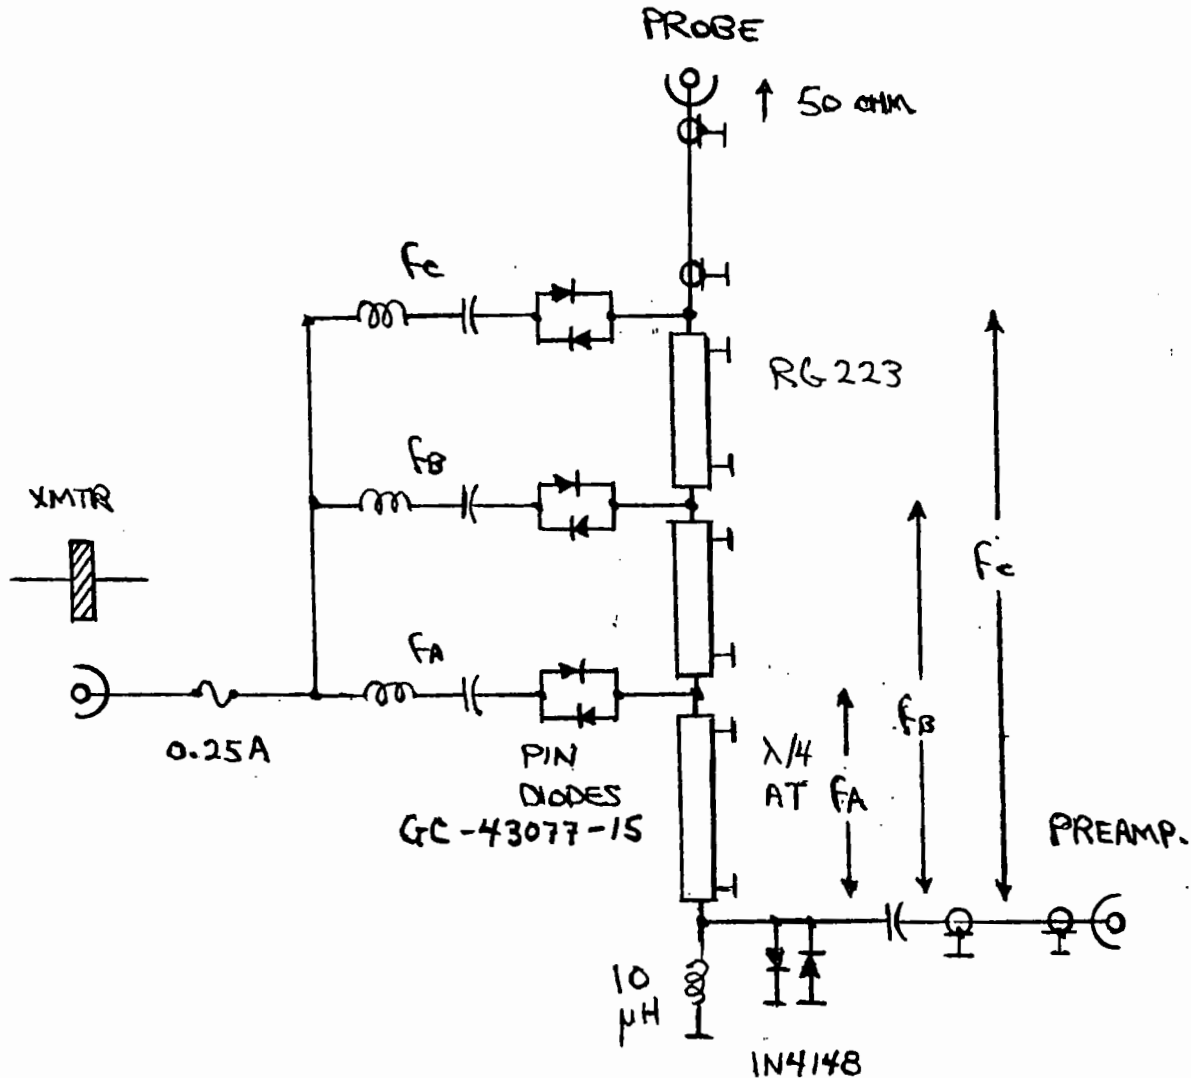 PROBE
↑ 50 OHM
fc
RG 223
fB
XMTR
fc
fA
fB
0.25A
PIN
DIODES
GC-43077-15
λ/4
AT fA
PREAMP.
10
μH
1N4148